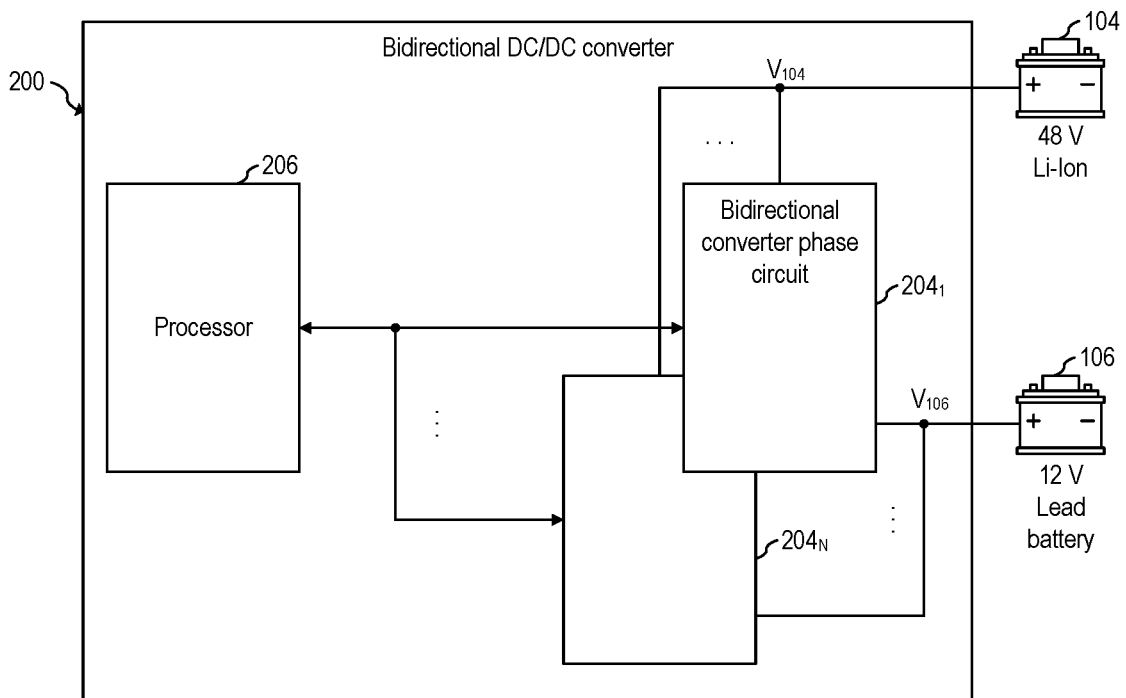 Bidirectional DC/DC converter
104
200
V104
+ −
...
48 V
Li-Ion
206
Bidirectional
converter phase
circuit
2041
Processor
106
V106
+ −
...
12 V
Lead
battery
...
204N